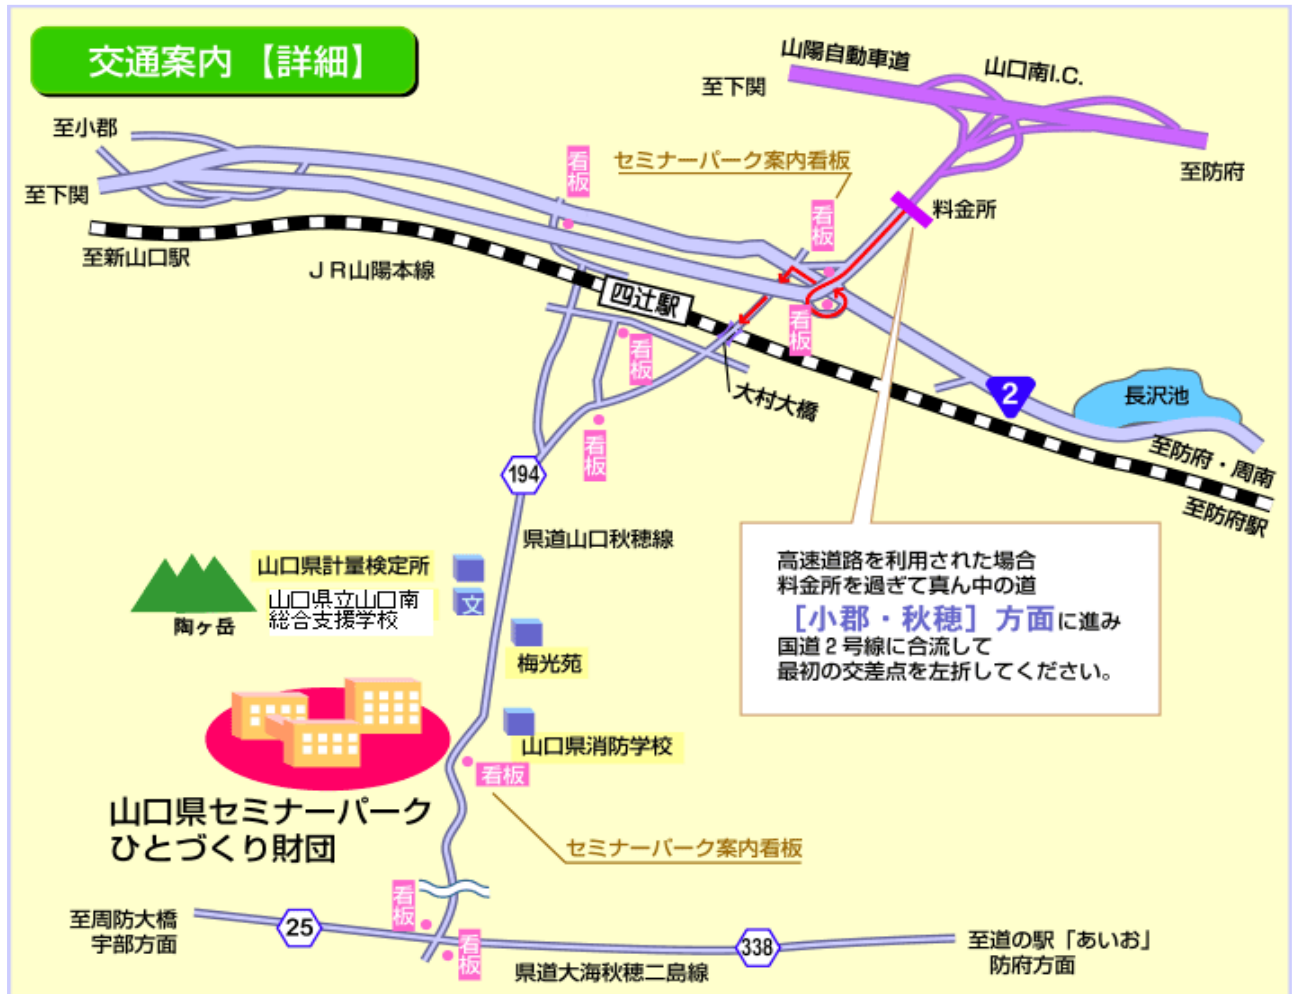 交通案内 【詳細】
山陽自動車道
山口南I.C.
至下関
至防府
至小郡
至下関
至新山口駅
ＪＲ山陽本線
看板
セミナーパーク案内看板
看板
料金所
四辻駅
看板
看板
大村大橋
2
長沢池
至防府・周南
至防府駅
看板
194
県道山口秋穂線
高速道路を利用された場合
料金所を過ぎて真ん中の道
［小郡・秋穂］方面に進み
国道２号線に合流して
最初の交差点を左折してください。
山口県計量検定所
山口県立山口南
総合支援学校
文
陶ヶ岳
梅光苑
山口県消防学校
看板
山口県セミナーパーク
ひとづくり財団
セミナーパーク案内看板
看板
至周防大橋
宇部方面
25
看板
338
県道大海秋穂二島線
至道の駅「あいお」
防府方面